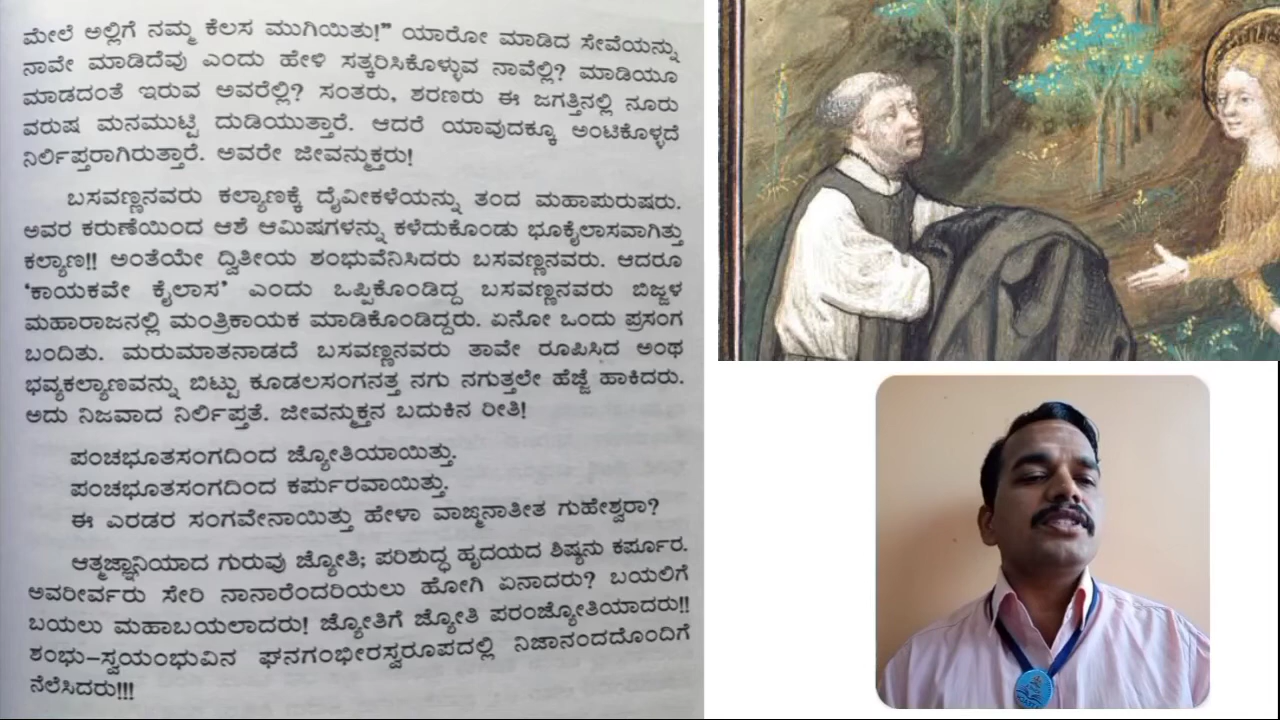 ಮೇಲೆ ಅಲ್ಲಿಗೆ ನಮ್ಮ ಕೆಲಸ ಮುಗಿಯಿತು!” ಯಾರೋ ಮಾಡಿದ ಸೇವೆಯನ್ನು
ನಾವೇ ಮಾಡಿದೆವು ಎಂದು ಹೇಳಿ ಸತ್ಕರಿಸಿಕೊಳ್ಳುವ ನಾವೆಲ್ಲಿ? ಮಾಡಿಯೂ
ಮಾಡದಂತೆ ಇರುವ ಅವರೆಲ್ಲಿ? ಸಂತರು, ಶರಣರು ಈ ಜಗತ್ತಿನಲ್ಲಿ ನೂರು
ವರುಷ ಮನಮುಟ್ಟಿ ದುಡಿಯುತ್ತಾರೆ. ಆದರೆ ಯಾವುದಕ್ಕೂ ಅಂಟಿಕೊಳ್ಳದೆ
ನಿರ್ಲಿಪ್ತರಾಗಿರುತ್ತಾರೆ. ಅವರೇ ಜೀವನ್ಮುಕ್ತರು!
ಬಸವಣ್ಣನವರು ಕಲ್ಯಾಣಕ್ಕೆ ದೈವೀಕಳೆಯನ್ನು ತಂದ ಮಹಾಪುರುಷರು.
ಅವರ ಕರುಣೆಯಿಂದ ಆಶೆ ಆಮಿಷಗಳನ್ನು ಕಳೆದುಕೊಂಡು ಭೂಕೈಲಾಸವಾಗಿತ್ತು
ಕಲ್ಯಾಣ!! ಅಂತೆಯೇ ದ್ವಿತೀಯ ಶಂಭುವೆನಿಸಿದರು ಬಸವಣ್ಣನವರು. ಆದರೂ
‘ಕಾಯಕವೇ ಕೈಲಾಸ’ ಎಂದು ಒಪ್ಪಿಕೊಂಡಿದ್ದ ಬಸವಣ್ಣನವರು ಬಿಜ್ಜಳ
ಮಹಾರಾಜನಲ್ಲಿ ಮಂತ್ರಿಕಾಯಕ ಮಾಡಿಕೊಂಡಿದ್ದರು. ಏನೋ ಒಂದು ಪ್ರಸಂಗ
ಬಂದಿತು. ಮರುಮಾತನಾಡದೆ ಬಸವಣ್ಣನವರು ತಾವೇ ರೂಪಿಸಿದ ಅಂಥ
ಭವ್ಯಕಲ್ಯಾಣವನ್ನು ಬಿಟ್ಟು ಕೂಡಲಸಂಗನತ್ತ ನಗು ನಗುತ್ತಲೇ ಹೆಜ್ಜೆ ಹಾಕಿದರು.
ಅದು ನಿಜವಾದ ನಿರ್ಲಿಪ್ತತೆ. ಜೀವನ್ಮುಕ್ತನ ಬದುಕಿನ ರೀತಿ!
ಪಂಚಭೂತಸಂಗದಿಂದ ಜ್ಯೋತಿಯಾಯಿತ್ತು.
ಪಂಚಭೂತಸಂಗದಿಂದ ಕರ್ಪುರವಾಯಿತ್ತು.
ಈ ಎರಡರ ಸಂಗವೇನಾಯಿತ್ತು ಹೇಳಾ ವಾಙ್ಮನಾತೀತ ಗುಹೇಶ್ವರಾ?
ಆತ್ಮಜ್ಞಾನಿಯಾದ ಗುರುವು ಜ್ಯೋತಿ; ಪರಿಶುದ್ಧ ಹೃದಯದ ಶಿಷ್ಯನು ಕರ್ಪೂರ.
ಅವರೀರ್ವರು ಸೇರಿ ನಾನಾರೆಂದರಿಯಲು ಹೋಗಿ ಏನಾದರು? ಬಯಲಿಗೆ
ಬಯಲು ಮಹಾಬಯಲಾದರು! ಜ್ಯೋತಿಗೆ ಜ್ಯೋತಿ ಪರಂಜ್ಯೋತಿಯಾದರು!!
ಶಂಭು–ಸ್ವಯಂಭುವಿನ ಘನಗಂಭೀರಸ್ವರೂಪದಲ್ಲಿ ನಿಜಾನಂದದೊಂದಿಗೆ
ನೆಲೆಸಿದರು!!!